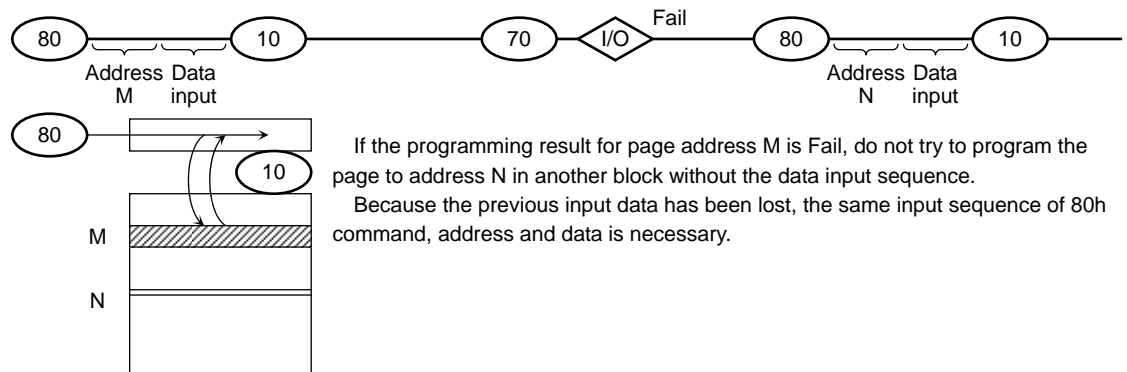 Fail
80 10 70 I/O 80 10
Address Data Address Data
M input N input
80
If the programming result for page address M is Fail, do not try to program the
10
page to address N in another block without the data input sequence.
Because the previous input data has been lost, the same input sequence of 80h
M
command, address and data is necessary.
N